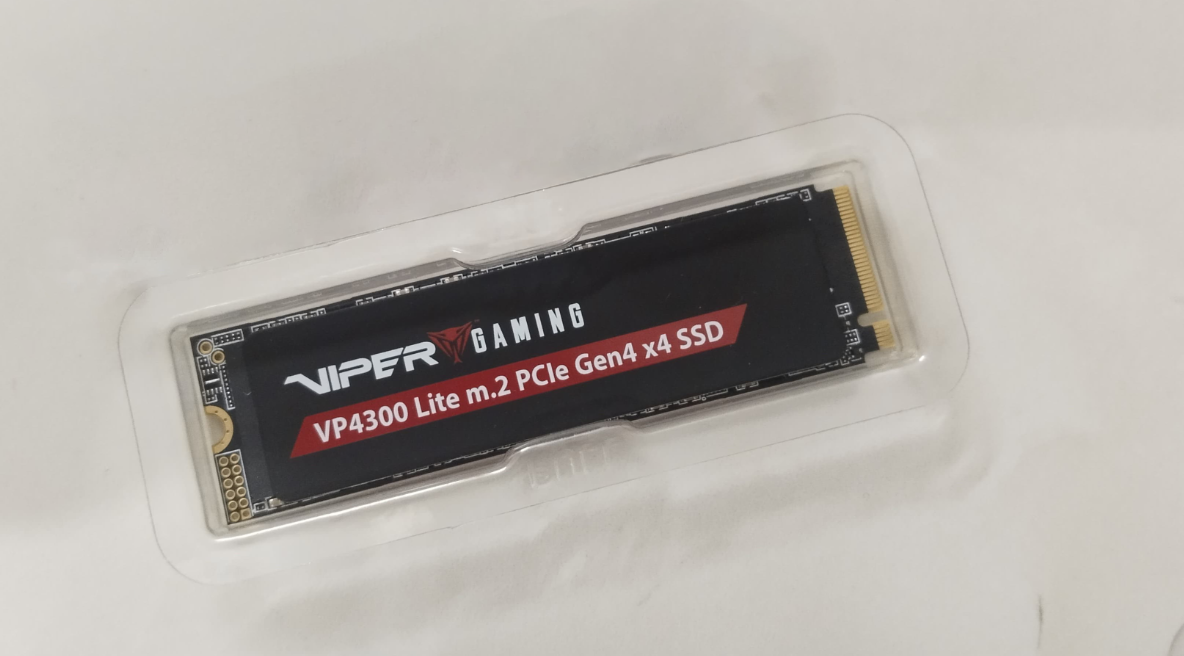 VIPER GAMING
VP4300 Lite m.2 PCIe Gen4 x4 SSD